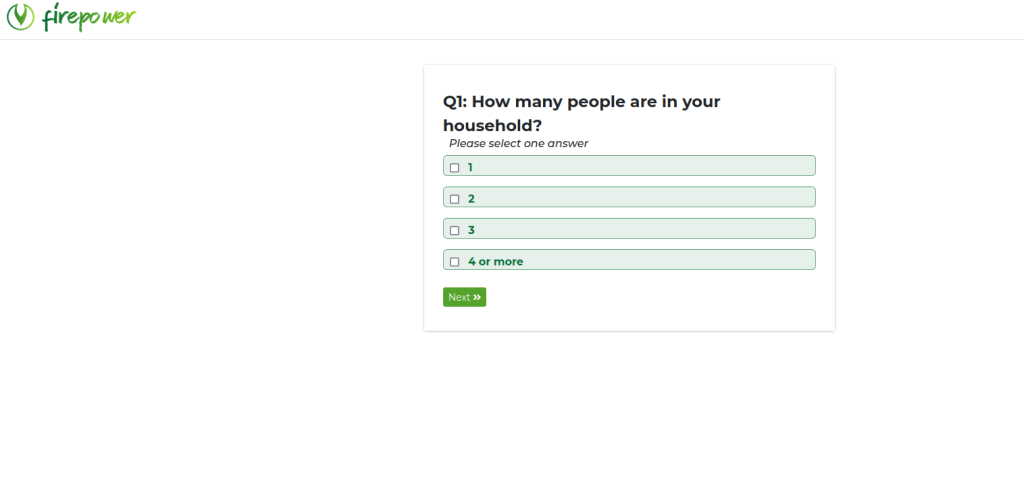 firepower
Q1: How many people are in your
household?
Please select one answer
1
2
3
4 or more
Next »